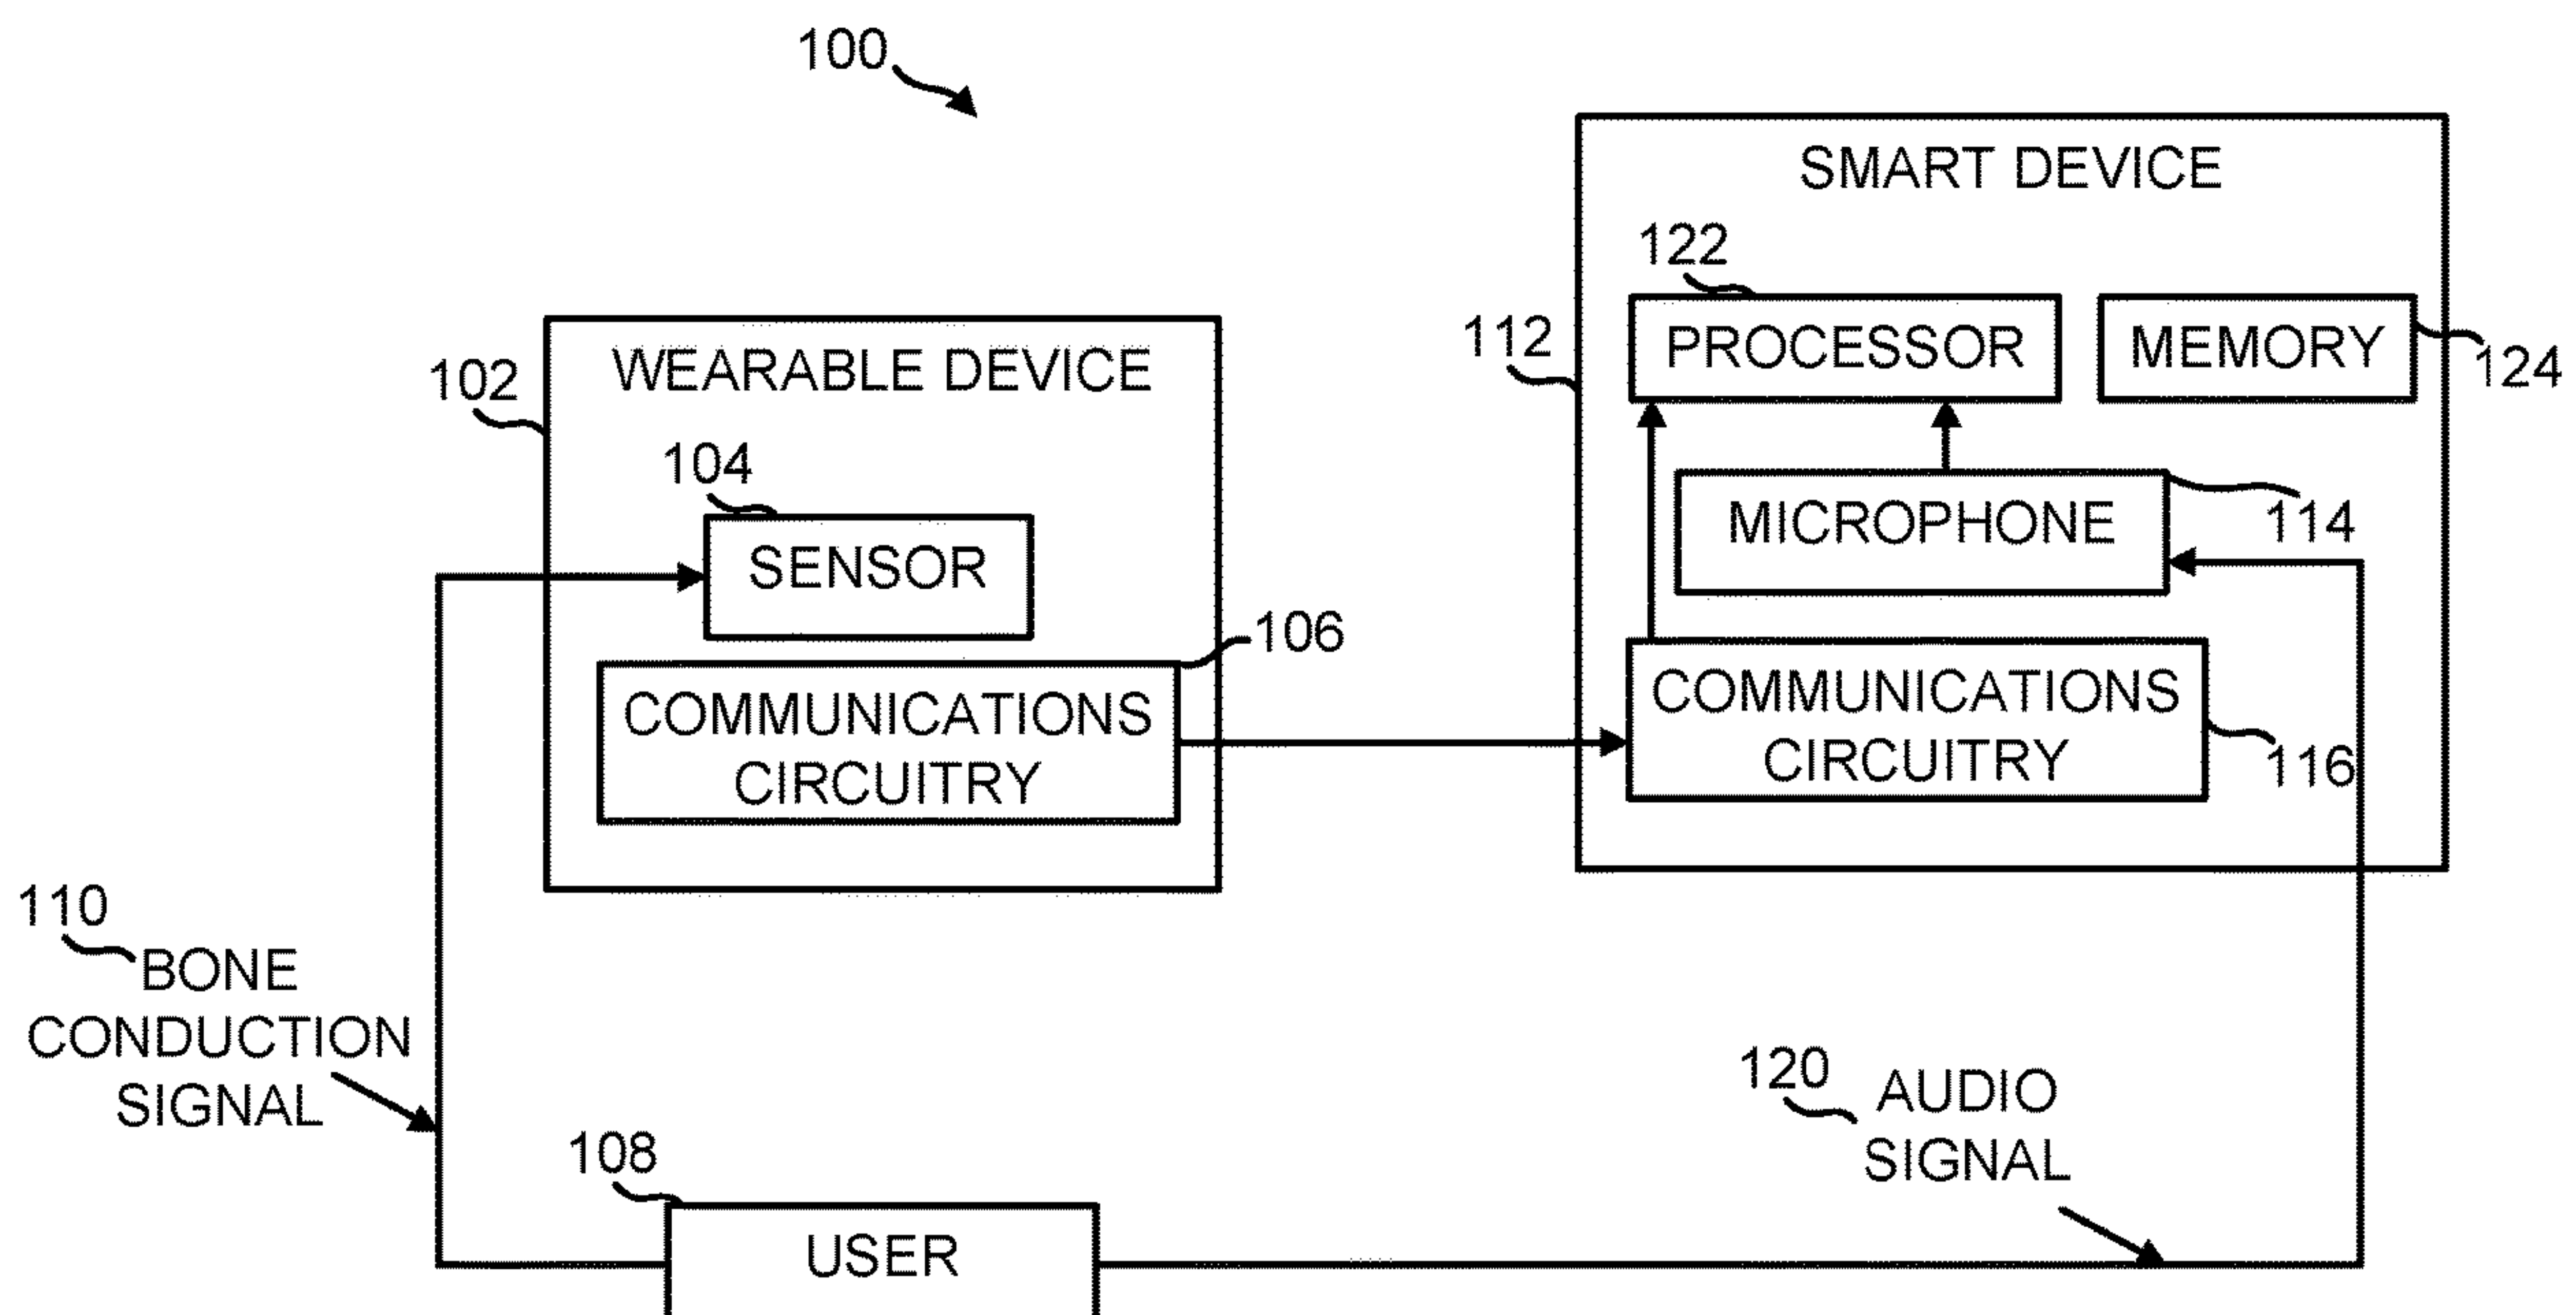 100
SMART DEVICE
122
112
PROCESSOR
MEMORY
124
WEARABLE DEVICE
102
104
SENSOR
MICROPHONE
114
106
COMMUNICATIONS
CIRCUITRY
COMMUNICATIONS
CIRCUITRY
116
110
BONE
CONDUCTION
SIGNAL
120
AUDIO
SIGNAL
108
USER